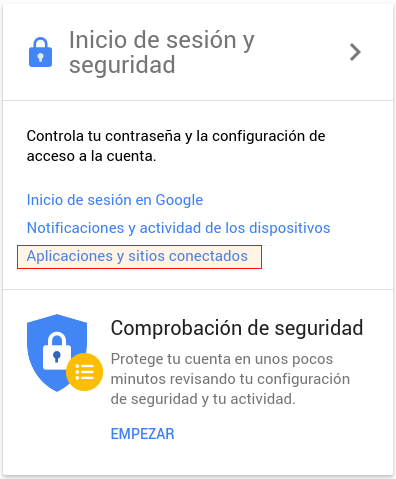 Inicio de sesión y
seguridad
Controla tu contraseña y la configuración de
acceso a la cuenta.
Inicio de sesión en Google
Notificaciones y actividad de los dispositivos
Aplicaciones y sitios conectados
Comprobación de seguridad
Protege tu cuenta en unos pocos
minutos revisando tu configuración
de seguridad y tu actividad.
EMPEZAR